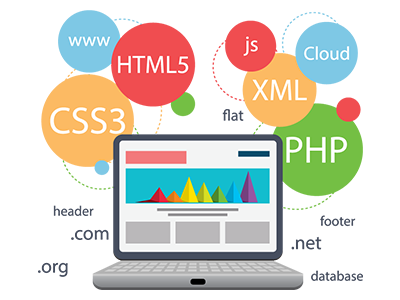 www
HTML5
js
Cloud
CSS3
XML
flat
PHP
header
footer
.com
.net
.org
database